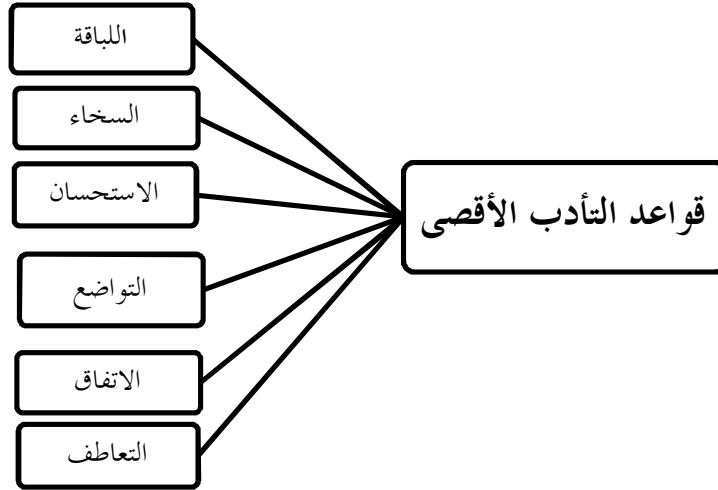 قواعد التأدب الأقصى
اللباقة
السخاء
الاستحسان
التواضع
الاتفاق
التعاطف